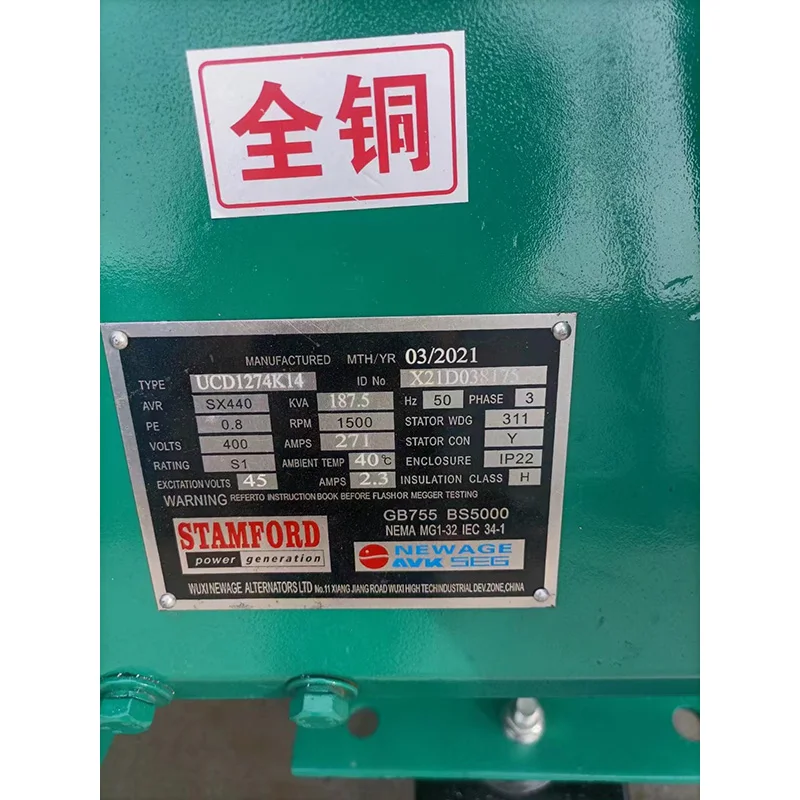 全铜
MANUFACTURED MTH/YR 03/2021
TYPE UCD1274K14 ID No X21D038175
AVR SX440 KVA 187.5 Hz 50 PHASE 3
PE 0.8 RPM 1500 STATOR WDG 311
VOLTS 400 AMPS 271 STATOR CON Y
RATING S1 AMBIENT TEMP 40℃ ENCLOSURE IP22
EXCITATION VOLTS 45 AMPS 2.3 INSULATION CLASS H
WARNING REFERTO INSTRUCTION BOOK BEFORE FLASHOR MEGGER TESTING
GB755 BS5000
NEMA MG1-32 IEC 34-1
STAMFORD
power generation
NEWAGE
AVK SEG
WUXI NEWAGE ALTERNATORS LTD No.11 XIANG JIANG ROAD WUXI HIGH TECH INDUSTRIAL DEV.ZONE,CHINA